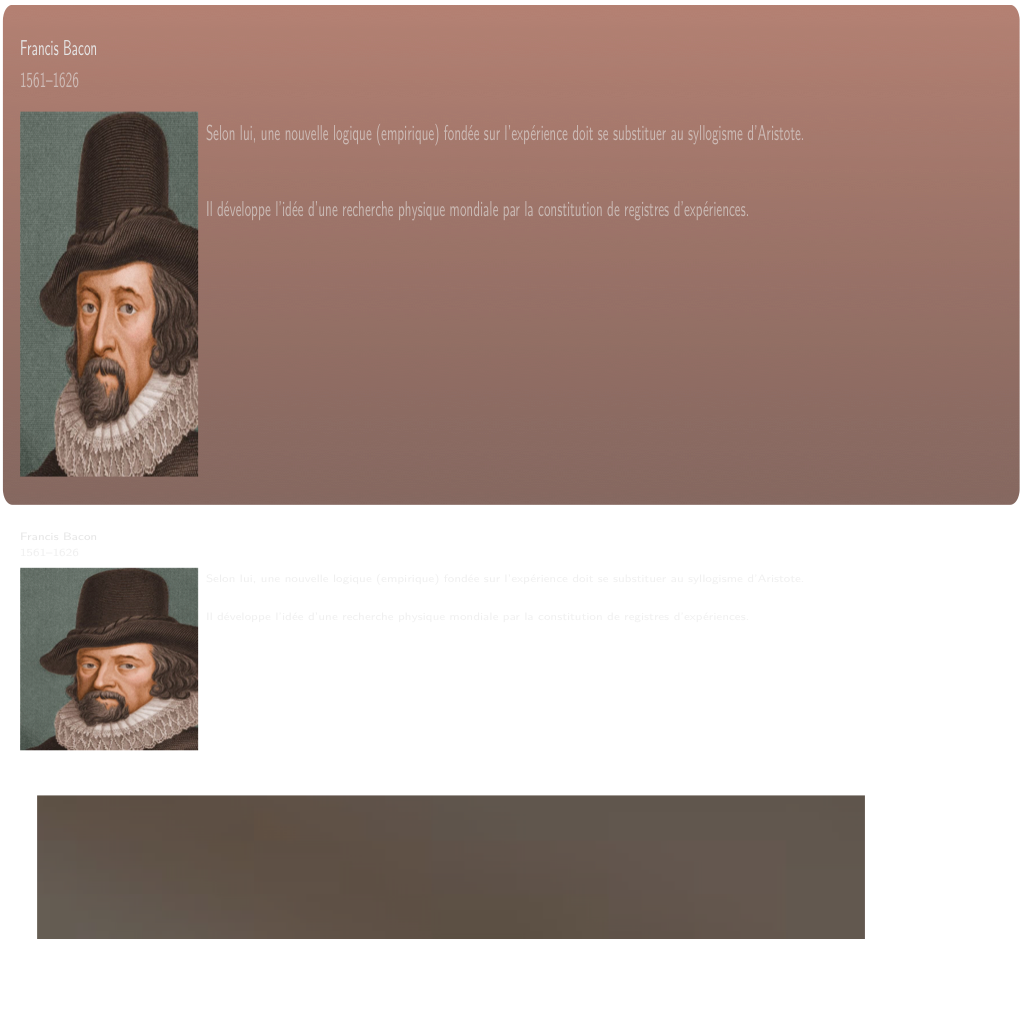 Francis Bacon
1561–1626
Selon lui, une nouvelle logique (empirique) fondée sur l'expérience doit se substituer au syllogisme d'Aristote.
Il développe l'idée d'une recherche physique mondiale par la constitution de registres d'expériences.
Francis Bacon
1561–1626
Selon lui, une nouvelle logique (empirique) fondée sur l'expérience doit se substituer au syllogisme d'Aristote.
Il développe l'idée d'une recherche physique mondiale par la constitution de registres d'expériences.